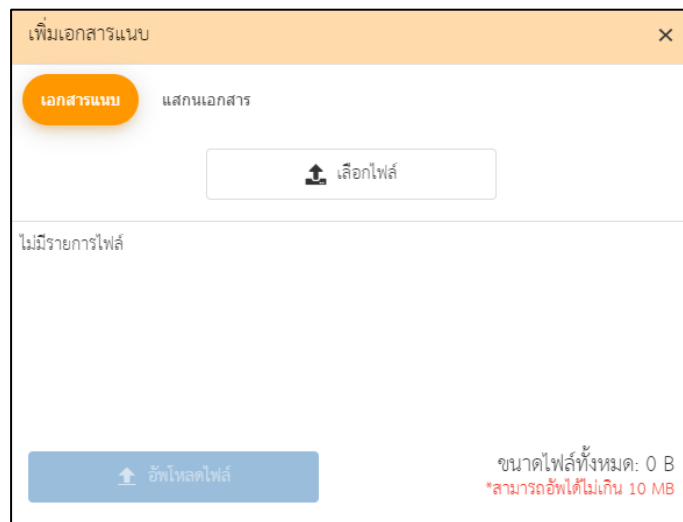 เพิ่มเอกสารแนบ ×
เอกสารแนบ แสกนเอกสาร
เลือกไฟล์
ไม่มีรายการไฟล์
อัพโหลดไฟล์
ขนาดไฟล์ทั้งหมด: 0 B
*สามารถอัพได้ไม่เกิน 10 MB